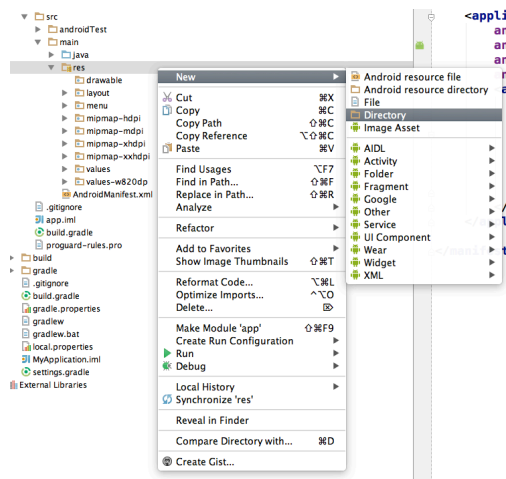 src
androidTest
main
java
res
drawable
layout
menu
mipmap-hdpi
mipmap-mdpi
mipmap-xhdpi
mipmap-xxhdpi
values
values-w820dp
AndroidManifest.xml
.gitignore
app.iml
build.gradle
proguard-rules.pro
build
gradle
.gitignore
build.gradle
gradle.properties
gradlew
gradlew.bat
local.properties
MyApplication.iml
settings.gradle
External Libraries
New
Cut ⌘X
Copy ⌘C
Copy Path ⇧⌘C
Copy Reference ⌥⇧⌘C
Paste ⌘V
Find Usages ⌥F7
Find in Path... ⇧⌘F
Replace in Path... ⇧⌘R
Analyze
Refactor
Add to Favorites
Show Image Thumbnails ⇧⌘T
Reformat Code... ⌥⌘L
Optimize Imports... ^⌥O
Delete... ⌦
Make Module 'app' ⇧⌘F9
Create Run Configuration
Run
Debug
Local History
Synchronize 'res'
Reveal in Finder
Compare Directory with... ⌘D
Create Gist...
Android resource file
Android resource directory
File
Directory
Image Asset
AIDL
Activity
Folder
Fragment
Google
Other
Service
UI Component
Wear
Widget
XML
<appli
an
an
an
</manifest